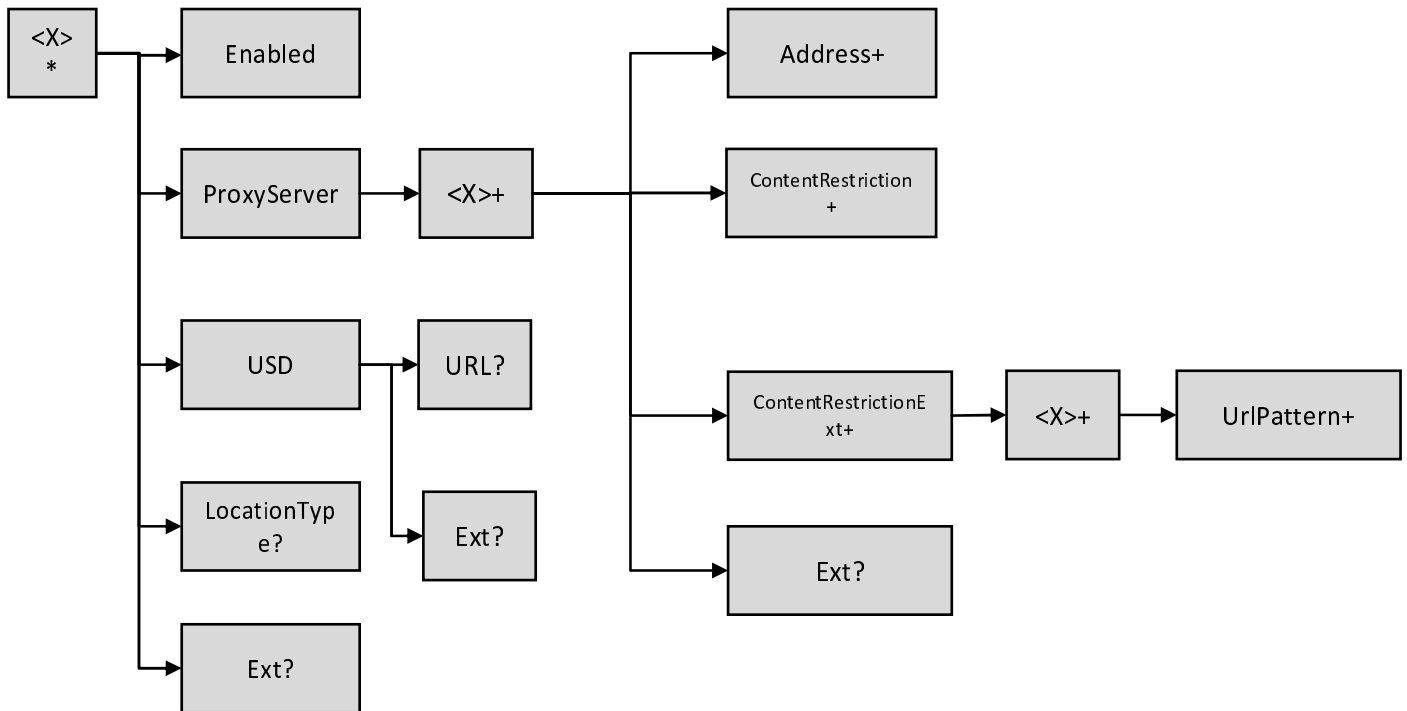 <X>
*
Enabled
Address+
ProxyServer
<X>+
ContentRestriction
+
USD
URL?
ContentRestrictionE
xt+
<X>+
UrlPattern+
LocationTyp
e?
Ext?
Ext?
Ext?